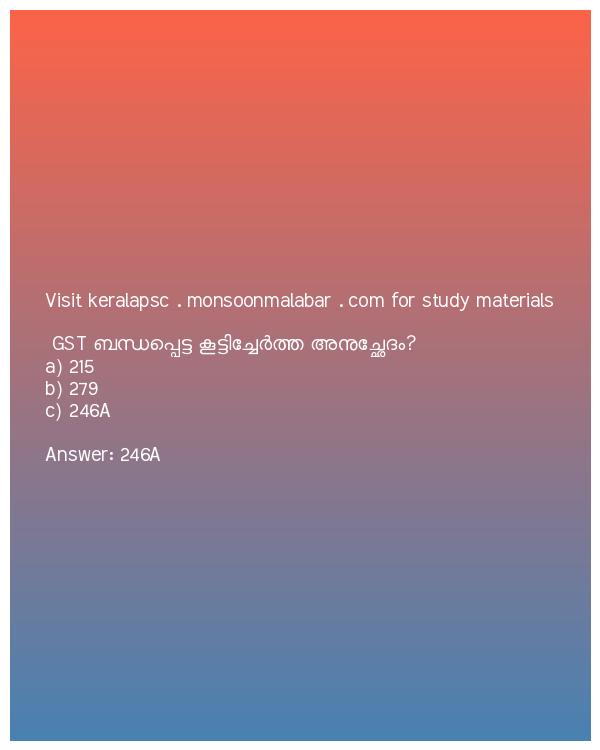 Visit keralapsc . monsoonmalabar . com for study materials
GST ബന്ധപ്പെട്ട കൂട്ടിച്ചേർത്ത അനുച്ഛേദം?
a) 215
b) 279
c) 246A
Answer: 246A